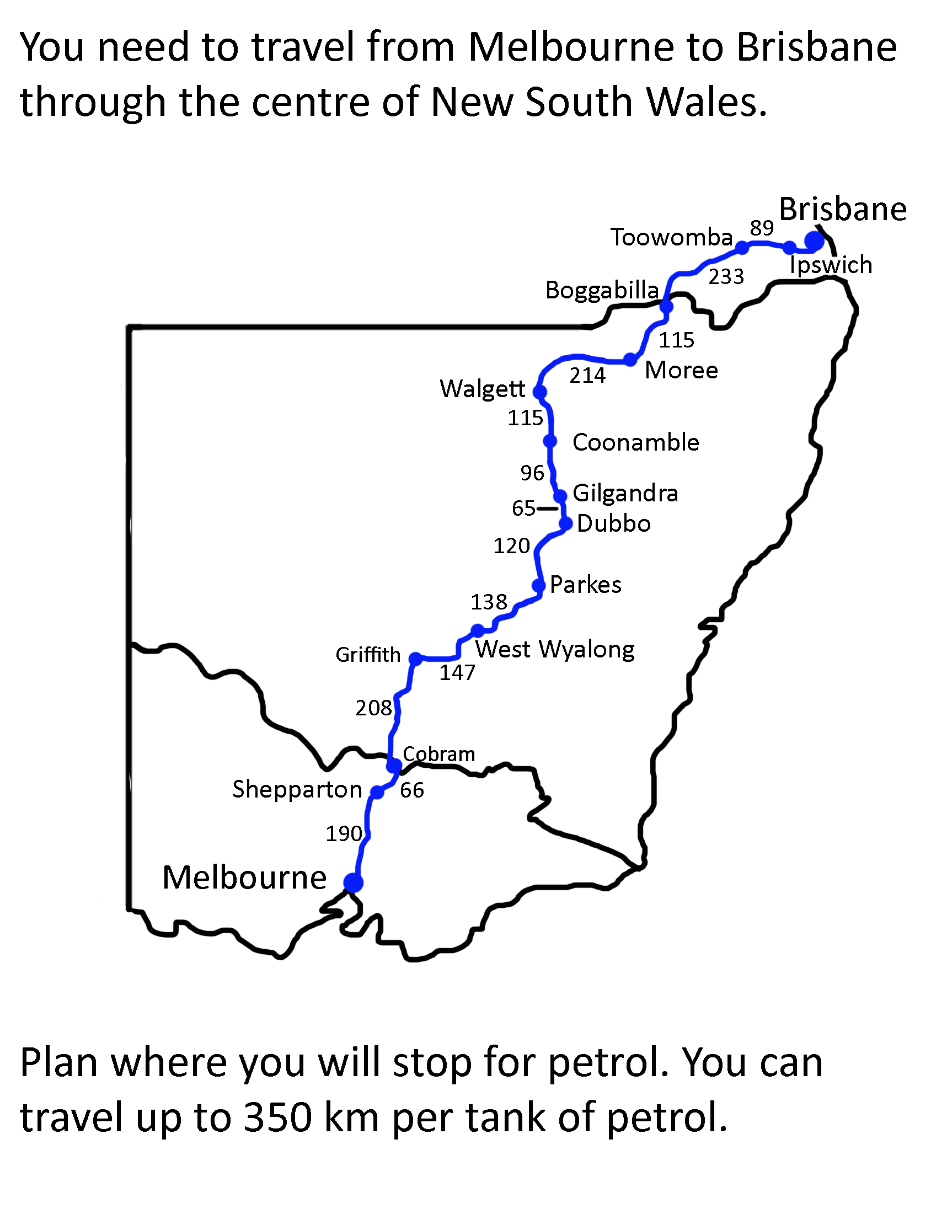 You need to travel from Melbourne to Brisbane
through the centre of New South Wales.
Brisbane
89
Toowomba
Ipswich
233
Boggabilla
115
Moree
214
Walgett
115
Coonamble
96
Gilgandra
65
Dubbo
120
Parkes
138
West Wyalong
Griffith
147
208
Cobram
Shepparton
66
190
Melbourne
Plan where you will stop for petrol. You can
travel up to 350 km per tank of petrol.